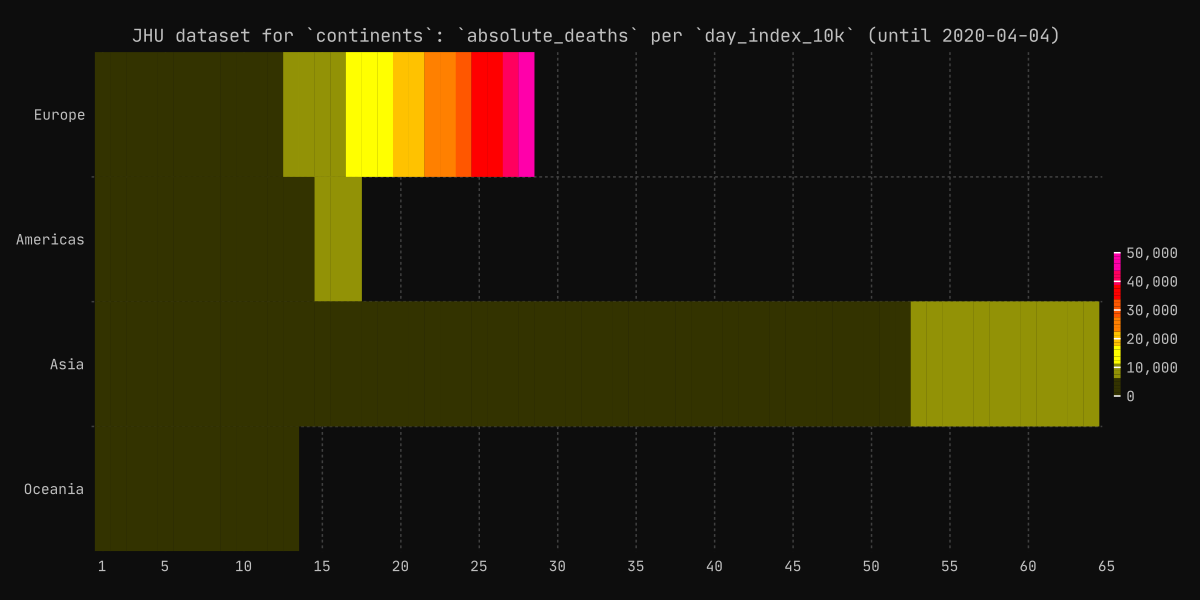 JHU dataset for `continents`: `absolute_deaths` per `day_index_10k` (until 2020-04-04)
Europe
Americas
Asia
Oceania
50,000
40,000
30,000
20,000
10,000
0
1 5 10 15 20 25 30 35 40 45 50 55 60 65